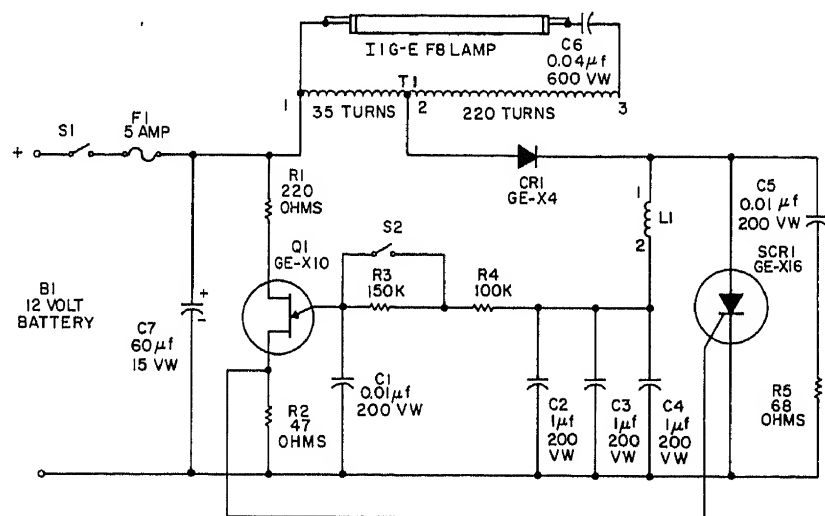 I1 G-E F8 LAMP
C6
0.04µf
600 VW
T1
1
35 TURNS
2
220 TURNS
3
S1
F1
5 AMP
+
R1
220
OHMS
CR1
GE-X4
1
L1
2
C5
0.01 µf
200 VW
S2
Q1
GE-X10
R3
150K
R4
100K
SCR1
GE-X16
B1
12 VOLT
BATTERY
+
-
C7
60µf
15 VW
C1
0.01µf
200 VW
R2
47
OHMS
C2
1µf
200
VW
C3
1µf
200
VW
C4
1µf
200
VW
R5
68
OHMS